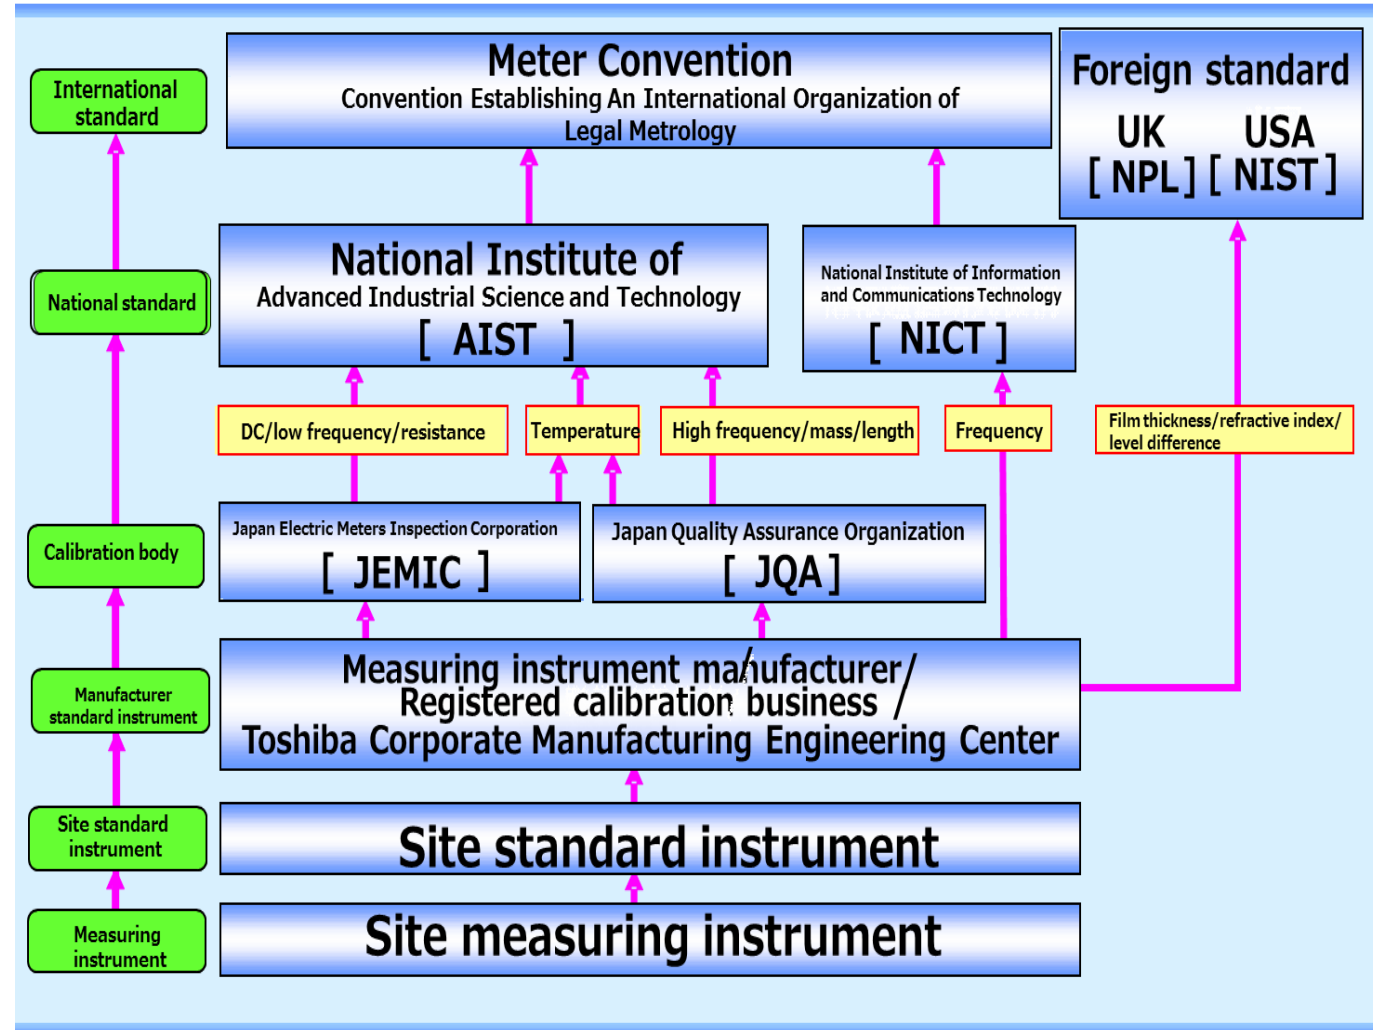 Meter Convention
Convention Establishing An International Organization of
Legal Metrology
Foreign standard
UK USA
[ NPL ] [ NIST ]
International
standard
National Institute of
Advanced Industrial Science and Technology
[ AIST ]
National Institute of Information
and Communications Technology
[ NICT ]
National standard
DC/low frequency/resistance
Temperature
High frequency/mass/length
Frequency
Film thickness/refractive index/
level difference
Japan Electric Meters Inspection Corporation
[ JEMIC ]
Japan Quality Assurance Organization
[ JQA ]
Calibration body
Measuring instrument manufacturer/
Registered calibration business /
Toshiba Corporate Manufacturing Engineering Center
Manufacturer
standard instrument
Site standard
instrument
Site standard instrument
Measuring
instrument
Site measuring instrument